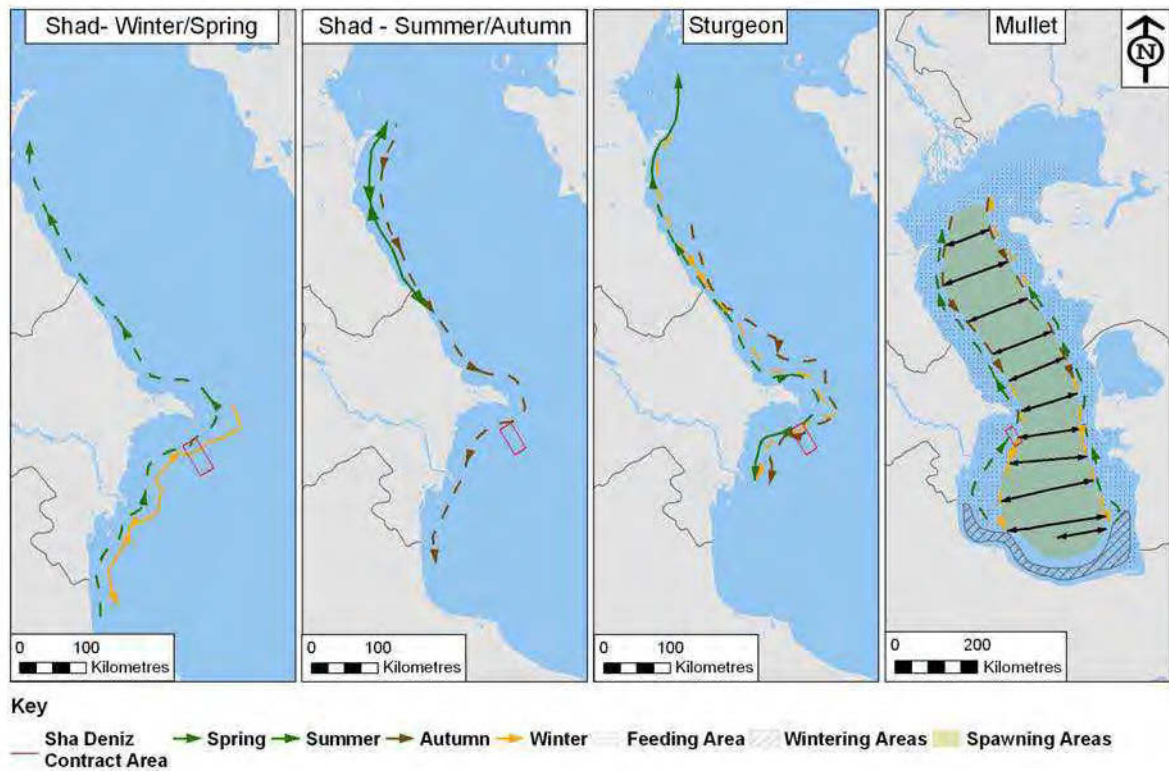 Shad- Winter/Spring
Shad - Summer/Autumn
Sturgeon
Mullet
N
0 100
Kilometres
0 100
Kilometres
0 100
Kilometres
0 200
Kilometres
Key
Sha Deniz
Contract Area
Spring
Summer
Autumn
Winter
Feeding Area
Wintering Areas
Spawning Areas